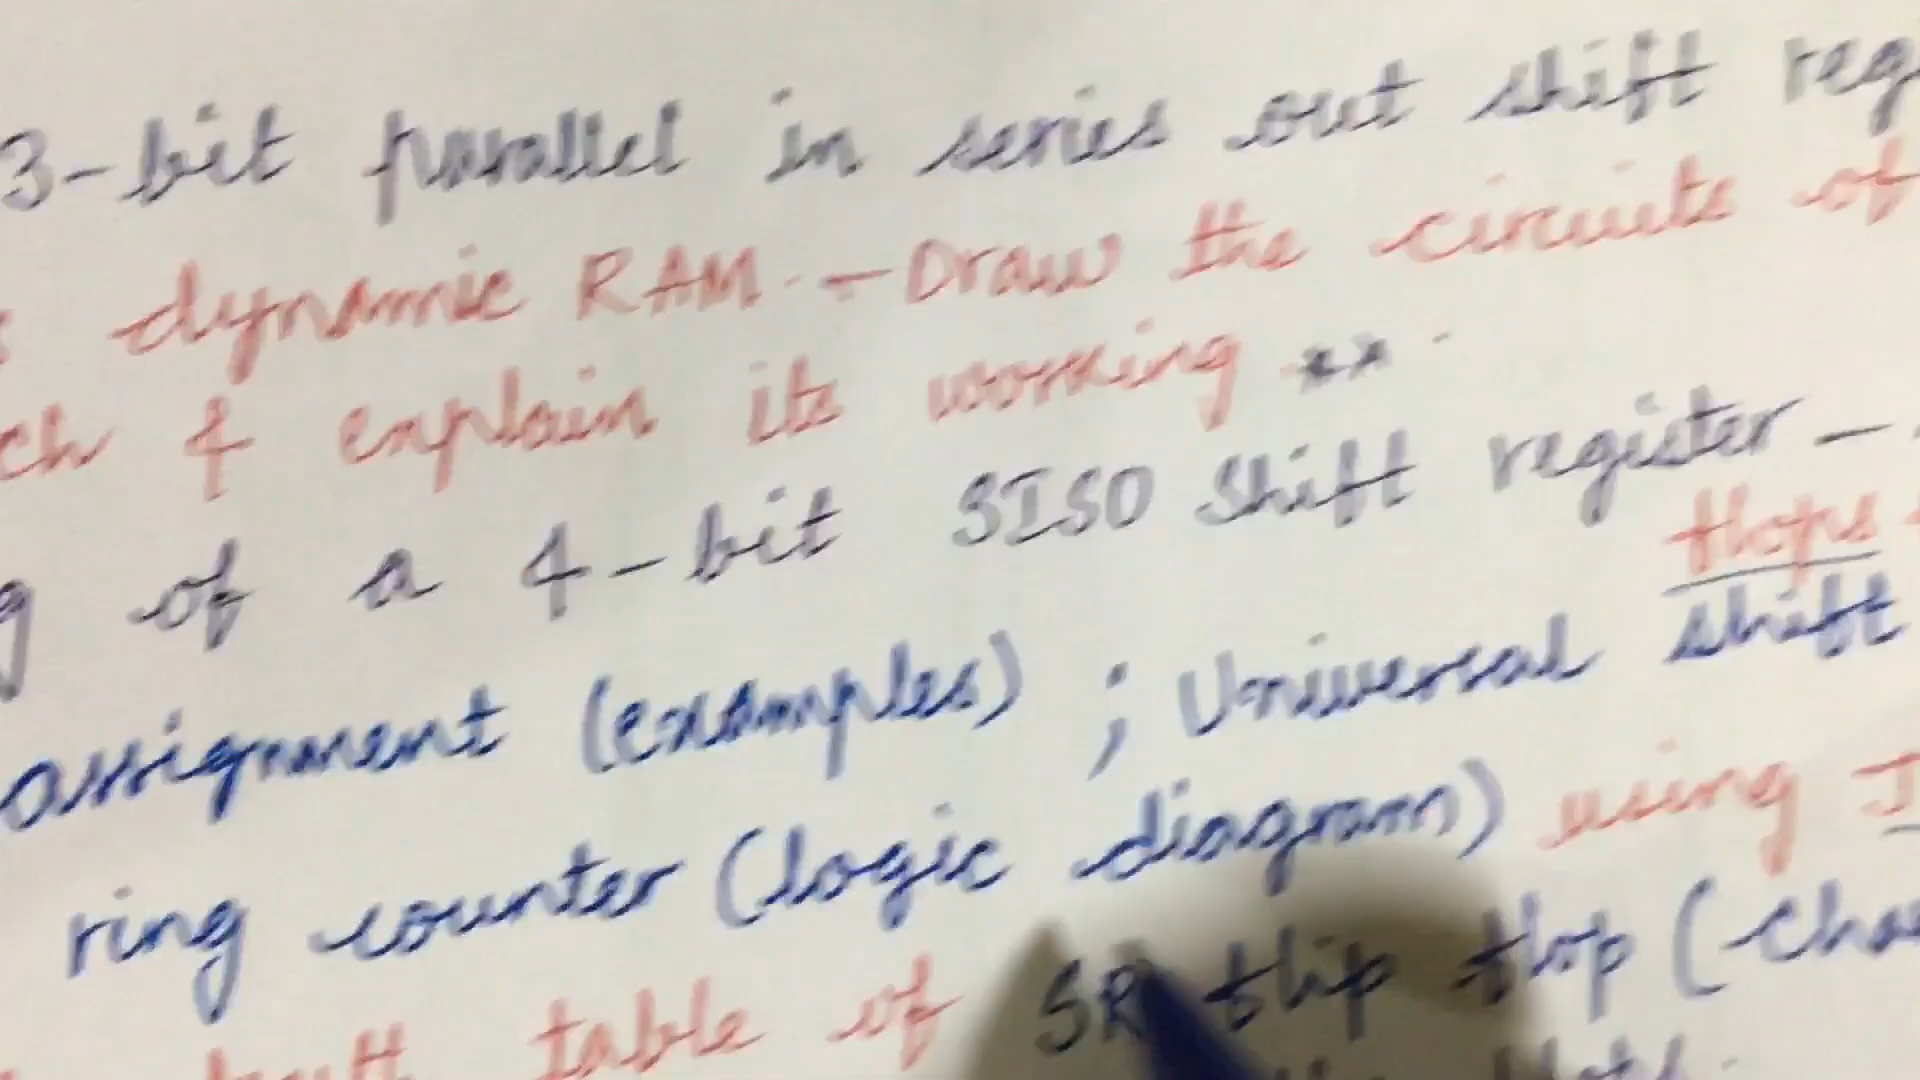 3-bit parallel in series out shift reg
s dynamic RAM. - Draw the circuits of
ch & explain its working **
g of a 4-bit SISO Shift register -
flops
assignment (examples) ; Universal shift
ring counter (logic diagram) using J
table of SR flip flop (cha